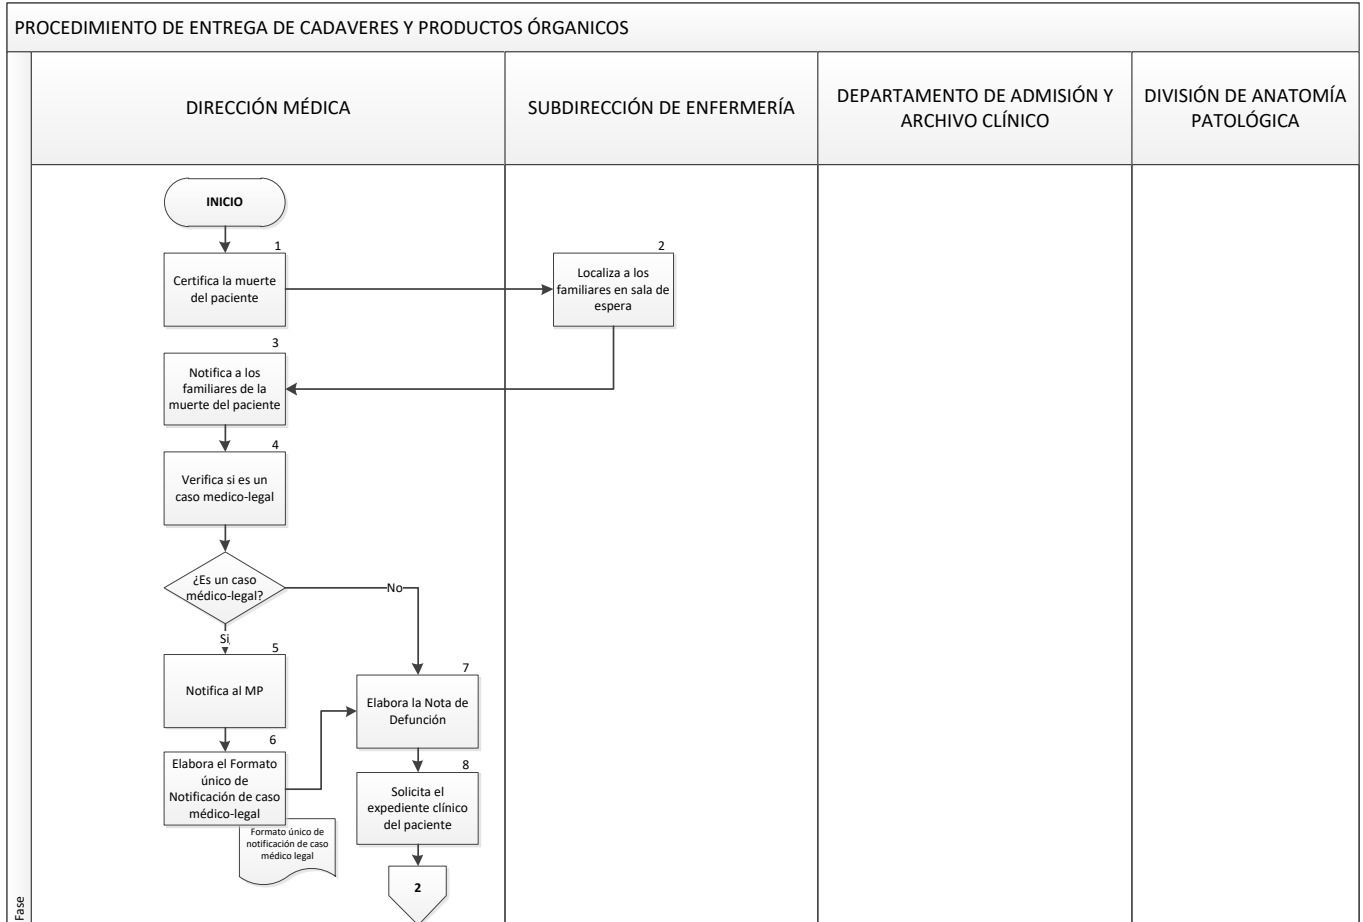 PROCEDIMIENTO DE ENTREGA DE CADAVERES Y PRODUCTOS ÓRGANICOS
DIRECCIÓN MÉDICA
SUBDIRECCIÓN DE ENFERMERÍA
DEPARTAMENTO DE ADMISIÓN Y
ARCHIVO CLÍNICO
DIVISIÓN DE ANATOMÍA
PATOLÓGICA
INICIO
1
Certifica la muerte
del paciente
2
Localiza a los
familiares en sala de
espera
3
Notifica a los
familiares de la
muerte del paciente
4
Verifica si es un
caso medico-legal
¿Es un caso
médico-legal?
No
Si
5
Notifica al MP
6
Elabora el Formato
único de
Notificación de caso
médico-legal
Formato único de
notificación de caso
médico legal
7
Elabora la Nota de
Defunción
8
Solicita el
expediente clínico
del paciente
2
Fase